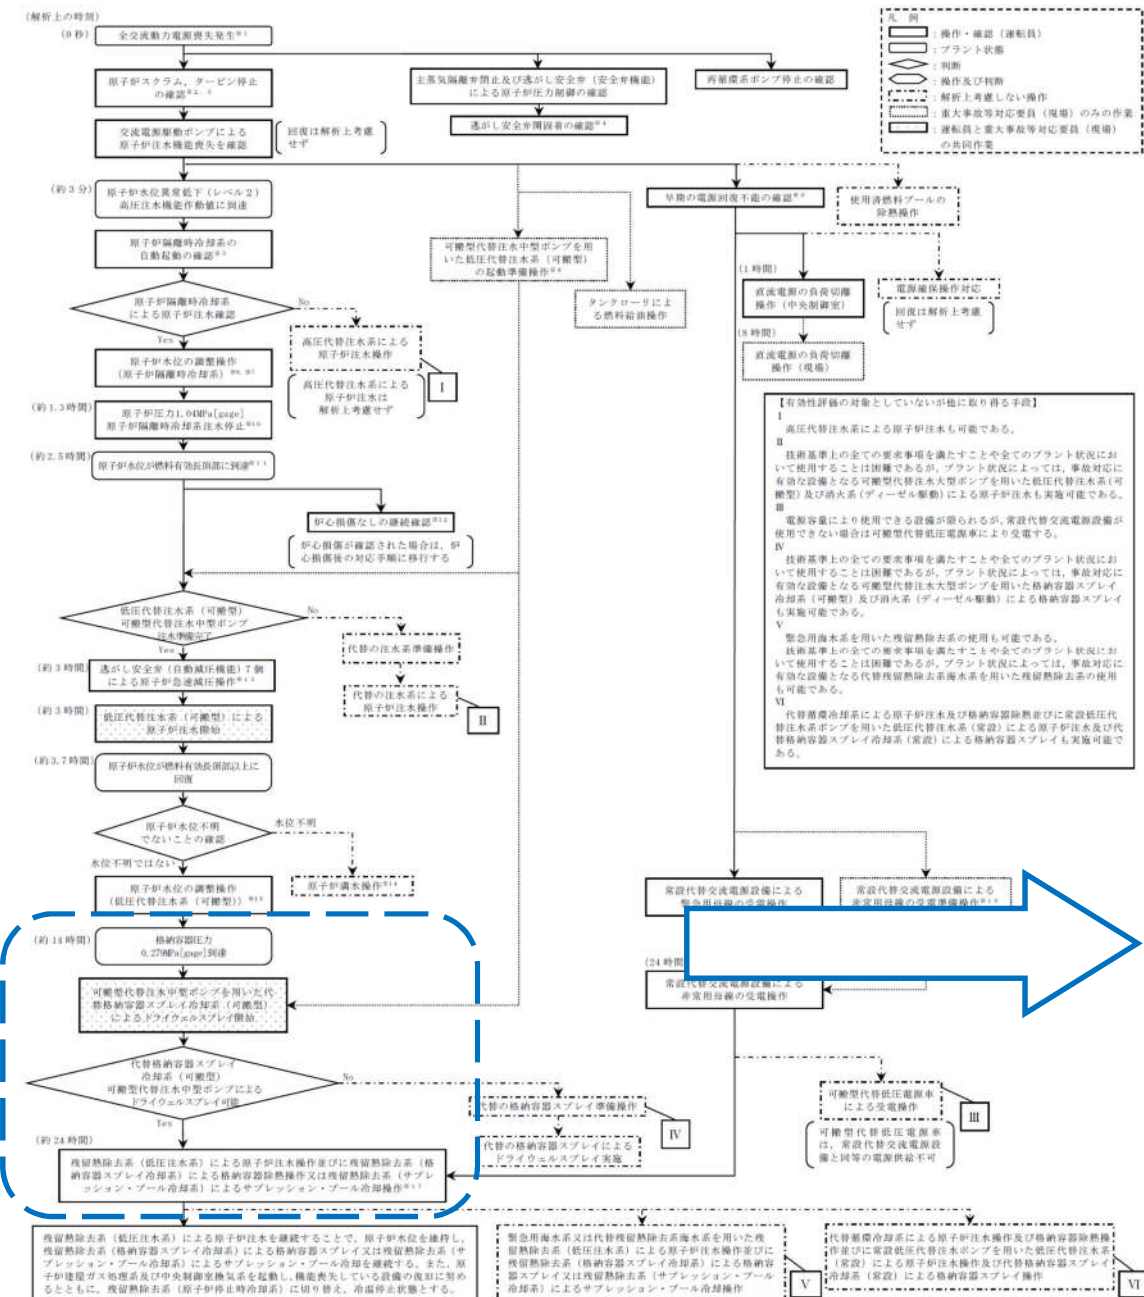 (解析上の時刻)
(0 秒)
全交流動力電源喪失発生※1
原子炉スクラム，タービン停止
の確認※2，3
主蒸気隔離弁閉止及び逃がし安全弁（安全弁機能）
による原子炉圧力制御の確認
再循環系ポンプ停止の確認
逃がし安全弁開固着の確認※4
交流電源駆動ポンプによる
原子炉注水機能喪失を確認
回復は解析上考慮
せず
凡 例
：操作・確認（運転員）
：プラント状態
：判断
：操作及び判断
：解析上考慮しない操作
：重大事故等対応要員（現場）のみの作業
：運転員と重大事故等対応要員（現場）
の共同作業
(約３分)
原子炉水位異常低下（レベル２）
高圧注水機能作動値に到達
早期の電源回復不能の確認
使用済燃料プールの
除熱操作
原子炉隔離時冷却系の
自動起動の確認
可搬型代替注水中型ポンプを用
いた低圧代替注水系（可搬型）
の起動準備操作
タンクローリによ
る燃料給油操作
(1 時間)
直流電源の負荷切離
操作（中央制御室）
電源確保操作対応
回復は解析上考慮
せず
(8 時間)
直流電源の負荷切離
操作（現場）
原子炉隔離時冷却系
による原子炉注水確認
No
Yes
高圧代替注水系による
原子炉注水操作
Ⅰ
高圧代替注水系による
原子炉注水は
解析上考慮せず
原子炉水位の調整操作
(原子炉隔離時冷却系)※6，※7
(約1.3時間)
原子炉圧力1.04MPa[gage]
原子炉隔離時冷却系注水停止※10
(約2.5時間)
原子炉水位が燃料有効長頂部に到達※11
炉心損傷なしの継続確認※12
炉心損傷が確認された場合は、炉
心損傷後の対応手順に移行する
【有効性評価の対象としていないが他に取り得る手段】
Ⅰ
高圧代替注水系による原子炉注水も可能である。
Ⅱ
技術基準上の全ての要求事項を満たすことや全てのプラント状況にお
いて使用することは困難であるが，プラント状況によっては，事故対応に
有効な設備となる可搬型代替注水大型ポンプを用いた低圧代替注水系(可
搬型）及び消火系(ディーゼル駆動）による原子炉注水も実施可能である。
Ⅲ
電源容量により使用できる設備が限られるが，常設代替交流電源設備が
使用できない場合は可搬型代替低圧電源車により受電する。
Ⅳ
技術基準上の全ての要求事項を満たすことや全てのプラント状況にお
いて使用することは困難であるが，プラント状況によっては，事故対応に
有効な設備となる可搬型代替注水大型ポンプを用いた格納容器スプレイ
冷却系（可搬型）及び消火系（ディーゼル駆動）による格納容器スプレイ
も実施可能である。
Ⅴ
緊急用海水系を用いた残留熱除去系の使用も可能である。
技術基準上の全ての要求事項を満たすことや全てのプラント状況にお
いて使用することは困難であるが，プラント状況によっては，事故対応に
有効な設備となる代替残留熱除去系海水系を用いた残留熱除去系の使用
も可能である。
Ⅵ
代替循環冷却系による原子炉注水及び格納容器除熱並びに常設低圧代
替注水系ポンプを用いた低圧代替注水系（常設）による原子炉注水及び代
替格納容器スプレイ冷却系（常設）による格納容器スプレイも実施可能で
ある。
低圧代替注水系（可搬型）
可搬型代替注水中型ポンプ
注水準備完了
No
Yes
代替の注水系準備操作
代替の注水系による
原子炉注水操作
Ⅱ
(約３時間)
逃がし安全弁（自動減圧機能）7個
による原子炉急速減圧操作※13
(約３時間)
低圧代替注水系（可搬型）による
原子炉注水開始
(約3.7時間)
原子炉水位が燃料有効長頂部以上に
回復
原子炉水位不明
でないことの確認
水位不明
水位不明ではない
原子炉満水操作※14
原子炉水位の調整操作
(低圧代替注水系（可搬型）)※15
常設代替交流電源設備による
緊急用母線の受電操作
常設代替交流電源設備による
非常用母線の受電準備操作
(約14時間)
格納容器圧力
0.279MPa[gage]到達
(24 時間
常設代替交流電源設備による
非常用母線の受電操作
可搬型代替注水中型ポンプを用いた代
替格納容器スプレイ冷却系（可搬型）
によるドライウェルスプレイ開始
代替格納容器スプレイ
冷却系（可搬型）
可搬型代替注水中型ポンプによる
ドライウェルスプレイ可能
No
Yes
代替の格納容器スプレイ準備操作
代替の格納容器スプレイによる
ドライウェルスプレイ実施
Ⅳ
可搬型代替低圧電源車
による受電操作
Ⅲ
可搬型代替低圧電源車
は、常設代替交流電源設
備と同等の電源供給不可
(約24時間)
残留熱除去系（低圧注水系）による原子炉注水操作並びに残留熱除去系（格
納容器スプレイ冷却系）による格納容器除熱操作又は残留熱除去系（サプレ
ッション・プール冷却系）によるサプレッション・プール冷却操作※17
残留熱除去系（低圧注水系）による原子炉注水を継続することで，原子炉水位を維持し，
残留熱除去系（格納容器スプレイ冷却系）による格納容器スプレイ又は残留熱除去系（サ
プレッション・プール冷却系）によるサプレッション・プール冷却を継続する。また，原
子炉建屋ガス処理系及び中央制御室換気系を起動し，機能喪失している設備の復旧に努め
るとともに，残留熱除去系（原子炉停止時冷却系）に切り替え，冷温停止状態とする。
緊急用海水系又は代替残留熱除去系海水系を用いた残
留熱除去系（低圧注水系）による原子炉注水操作並びに
残留熱除去系（格納容器スプレイ冷却系）による格納容
器スプレイ又は残留熱除去系（サプレッション・プール
冷却系）によるサプレッション・プール冷却操作
Ⅴ
代替循環冷却系による原子炉注水操作及び格納容器除熱操
作並びに常設低圧代替注水系ポンプを用いた低圧代替注水系
（常設）による原子炉注水操作及び代替格納容器スプレイ
冷却系（常設）による格納容器スプレイ操作
Ⅵ